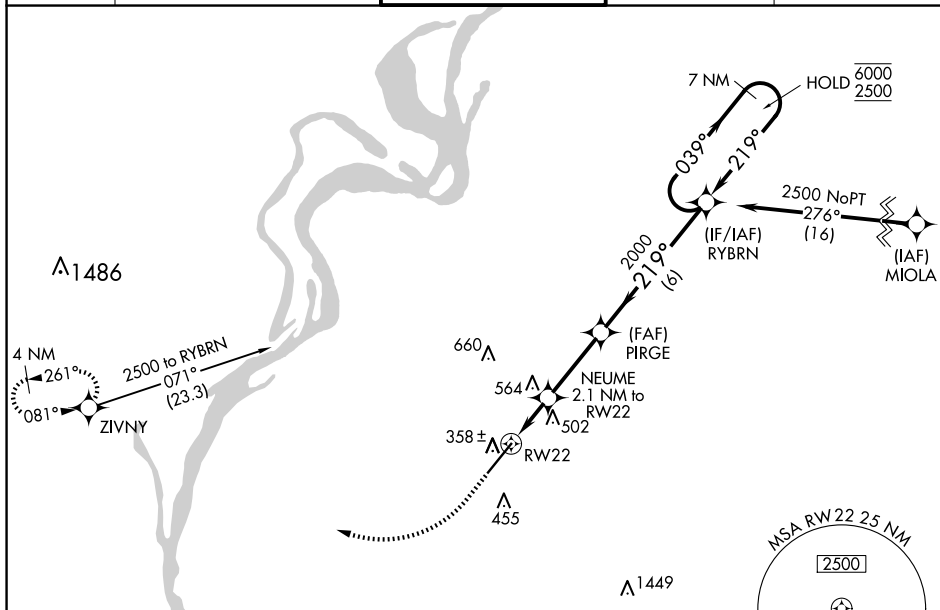 7 NM
HOLD 6000
2500
039°
219°
2500 NoPT
276°
(16)
(IF/IAF)
RYBRN
(IAF)
MIOLA
2000
219°
(6)
1486
(FAF)
PIRGE
2500 to RYBRN
071°
(23.3)
4 NM
261°
081°
ZIVNY
660
564
NEUME
2.1 NM to
RW22
502
358±
RW22
455
MSA RW22 25 NM
2500
1449